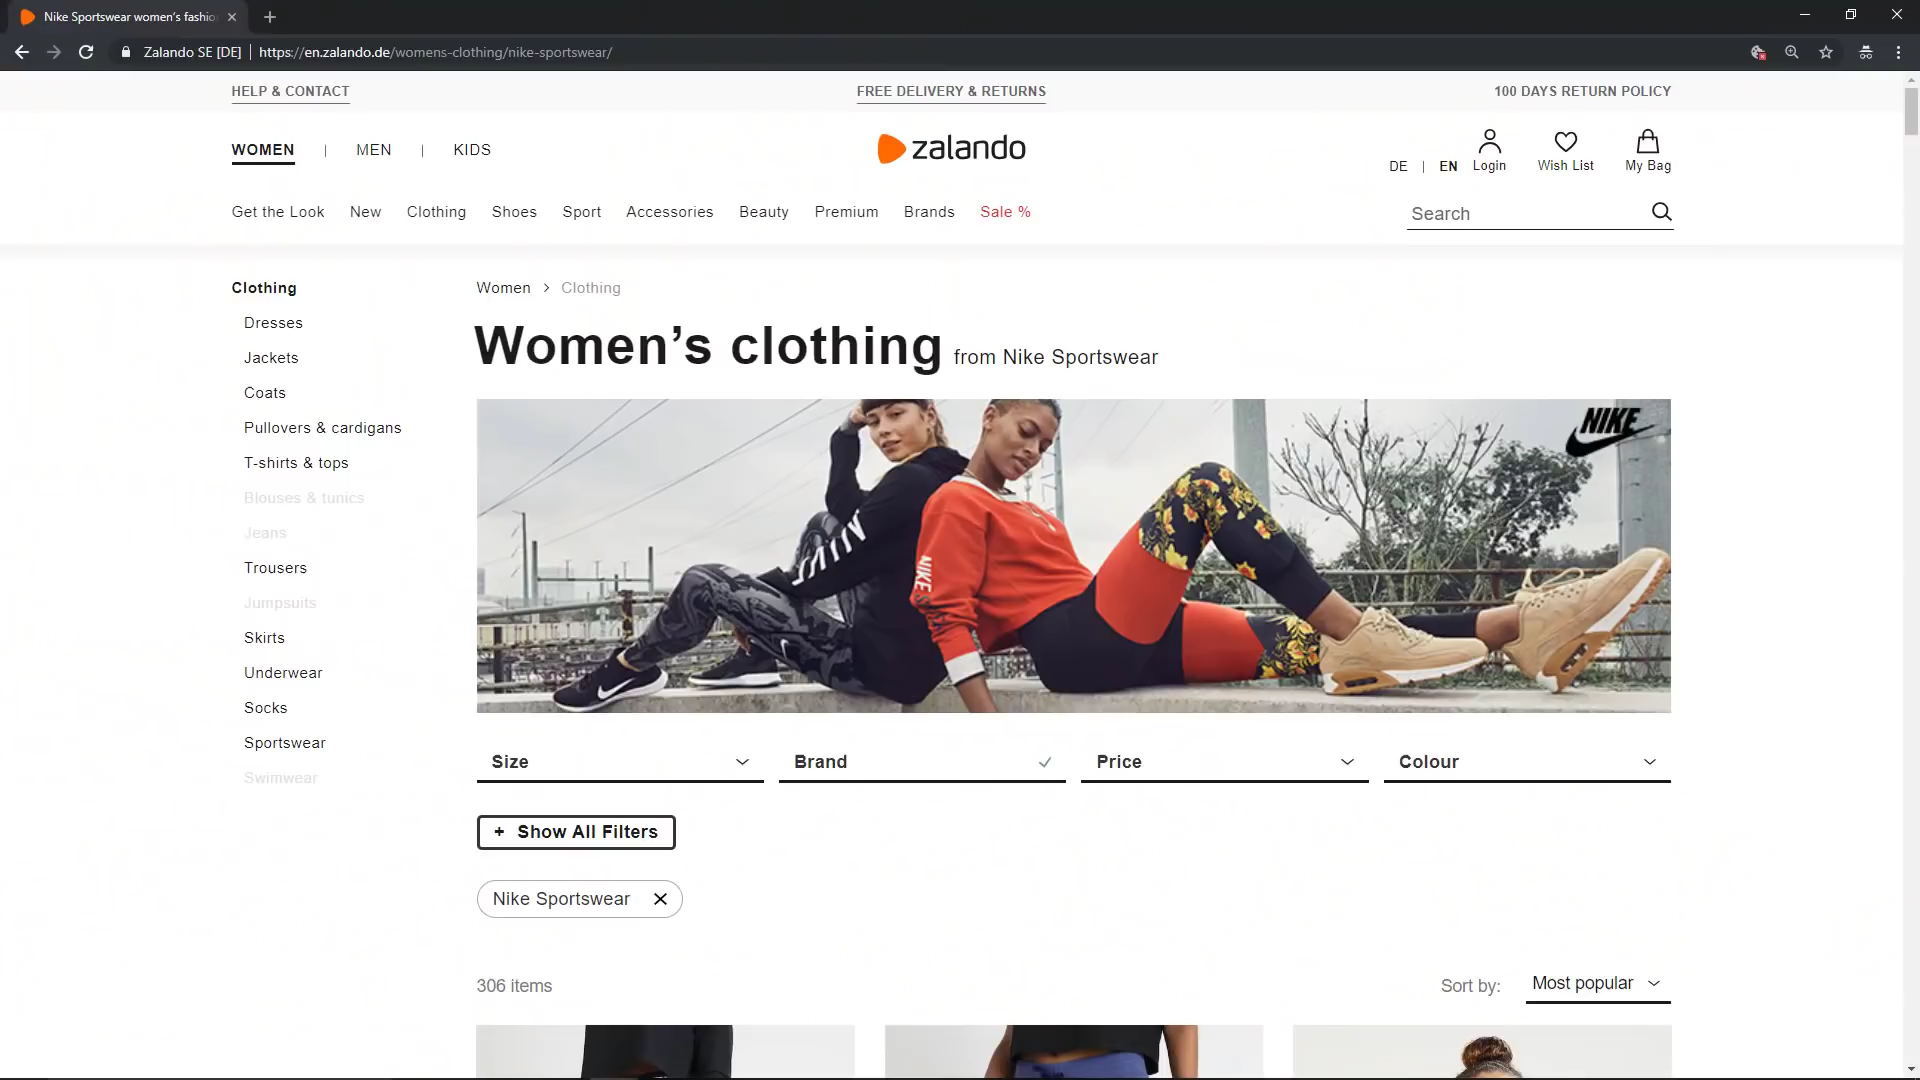 Nike Sportswear women's fashio
Zalando SE [DE] https://en.zalando.de/womens-clothing/nike-sportswear/
HELP & CONTACT
FREE DELIVERY & RETURNS
100 DAYS RETURN POLICY
WOMEN | MEN | KIDS
zalando
DE | EN
Login
Wish List
My Bag
Get the Look New Clothing Shoes Sport Accessories Beauty Premium Brands Sale %
Search
Clothing
Dresses
Jackets
Coats
Pullovers & cardigans
T-shirts & tops
Blouses & tunics
Jeans
Trousers
Jumpsuits
Skirts
Underwear
Socks
Sportswear
Swimwear
Women > Clothing
Women's clothing from Nike Sportswear
NIKE
NIKE
Size
Brand
Price
Colour
+ Show All Filters
Nike Sportswear
306 items
Sort by: Most popular